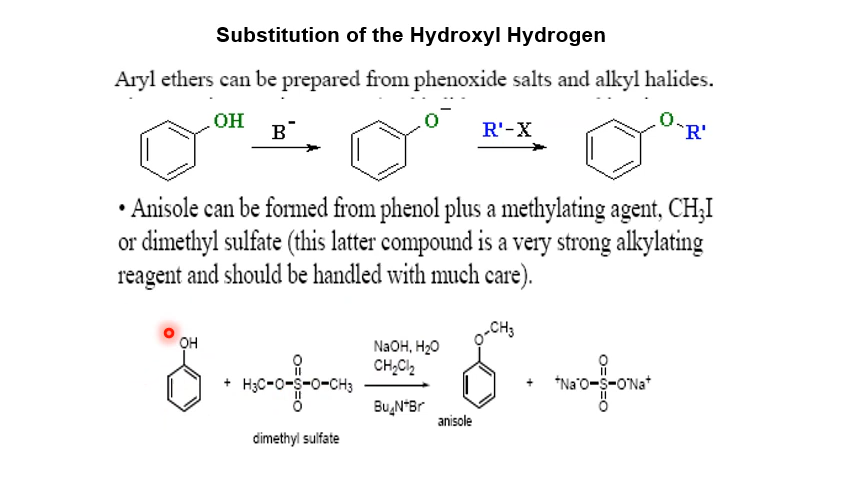 Substitution of the Hydroxyl Hydrogen
Aryl ethers can be prepared from phenoxide salts and alkyl halides.
OH
B⁻
O⁻
R'-X
O
R'
• Anisole can be formed from phenol plus a methylating agent, CH₃I
or dimethyl sulfate (this latter compound is a very strong alkylating
reagent and should be handled with much care).
OH
+
H₃C-O-S-O-CH₃
O
O
dimethyl sulfate
NaOH, H₂O
CH₂Cl₂
Bu₄N⁺Br⁻
O
CH₃
anisole
+
⁺Na⁻O-S-O⁻Na⁺
O
O